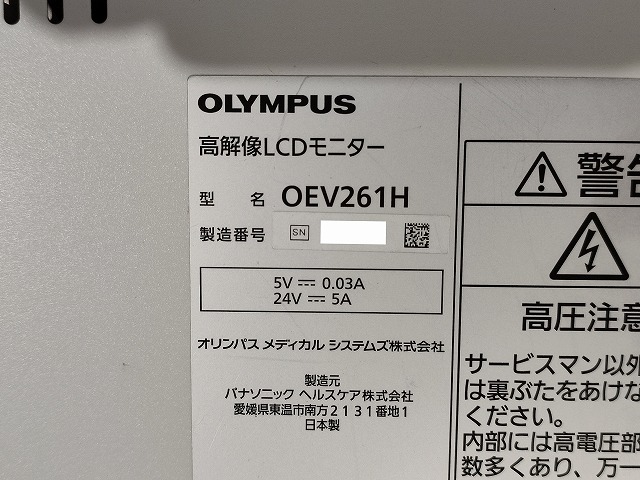 OLYMPUS
高解像LCDモニター
型 名 OEV261H
製造番号 SN
5V ⎓ 0.03A
24V ⎓ 5A
オリンパス メディカル システムズ株式会社
製造元
パナソニック ヘルスケア株式会社
愛媛県東温市南方2131番地1
日本製
警告
高圧注意
サービスマン以外
は裏ぶたをあけな
ください。
内部には高電圧部
数多くあり、万一